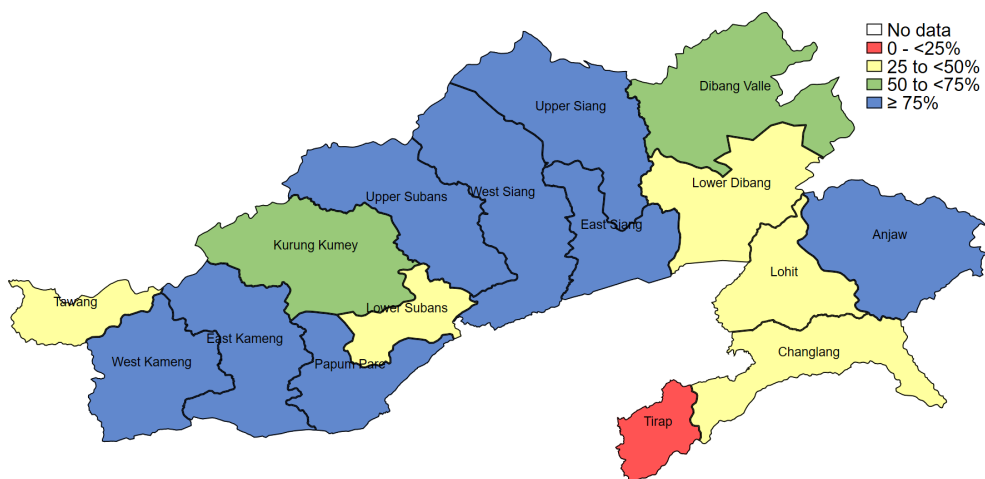 No data
0 - <25%
25 to <50%
50 to <75%
≥ 75%
Dibang Valle
Upper Siang
Lower Dibang
West Siang
Upper Subans
East Siang
Anjaw
Kurung Kumey
Lohit
Tawang
Lower Subans
East Kameng
Changlang
West Kameng
Papum Pare
Tirap